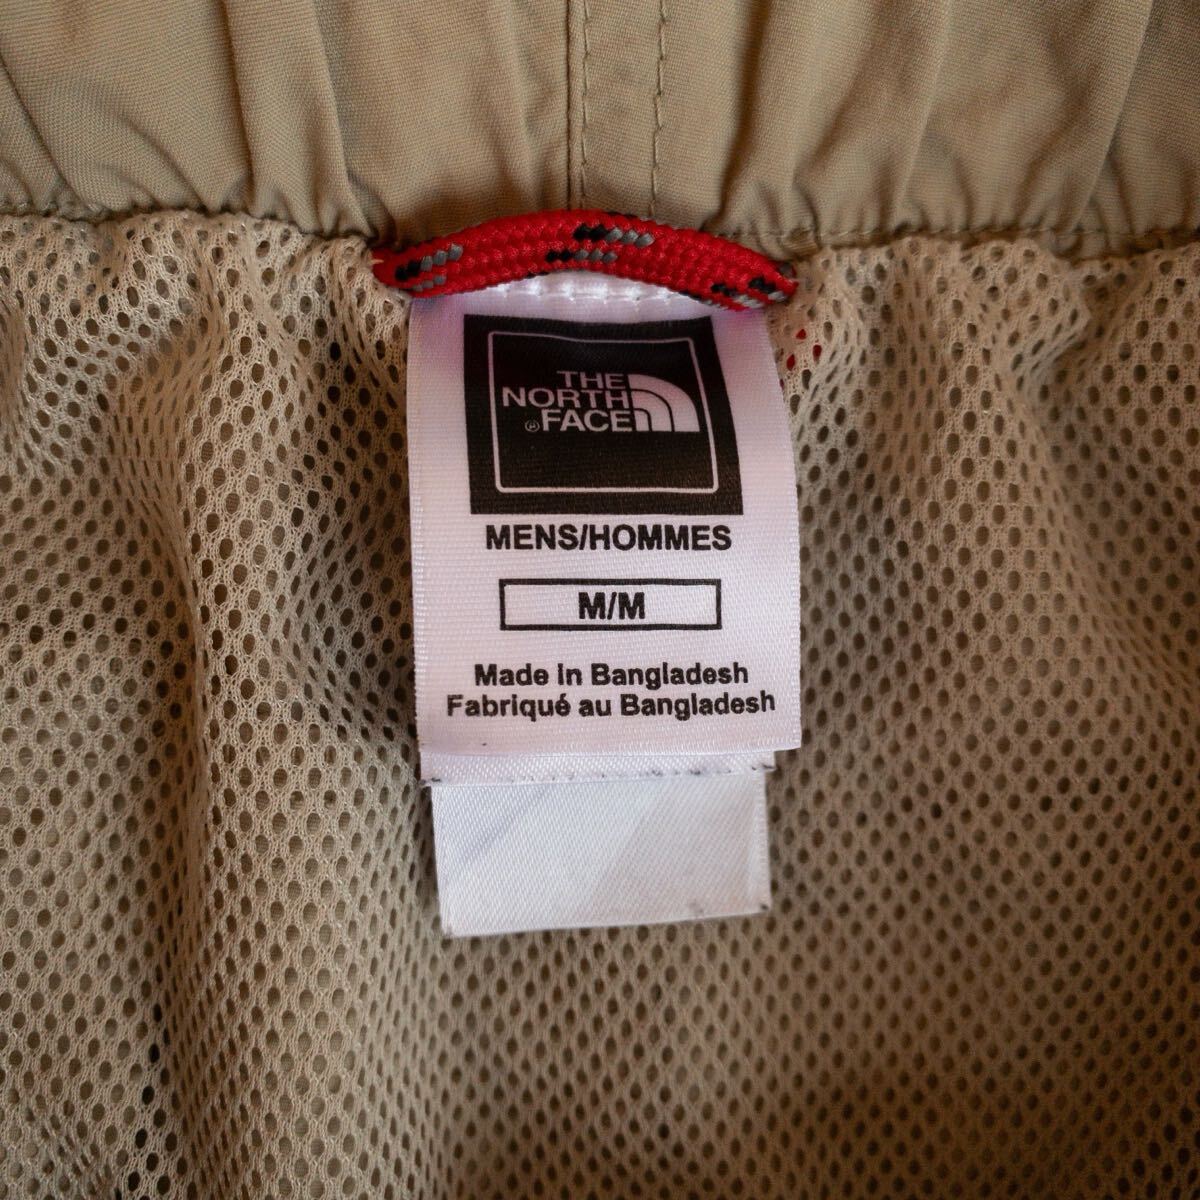 THE
NORTH
®FACE
MENS/HOMMES
M/M
Made in Bangladesh
Fabriqué au Bangladesh